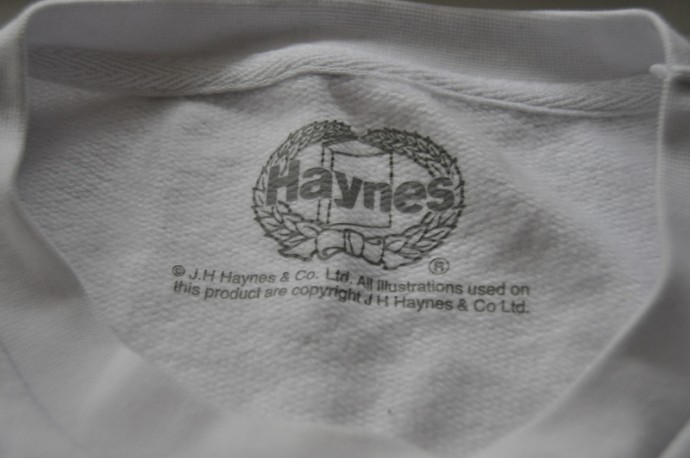 Haynes
®
© J.H Haynes & Co. Ltd. All illustrations used on
this product are copyright J H Haynes & Co Ltd.